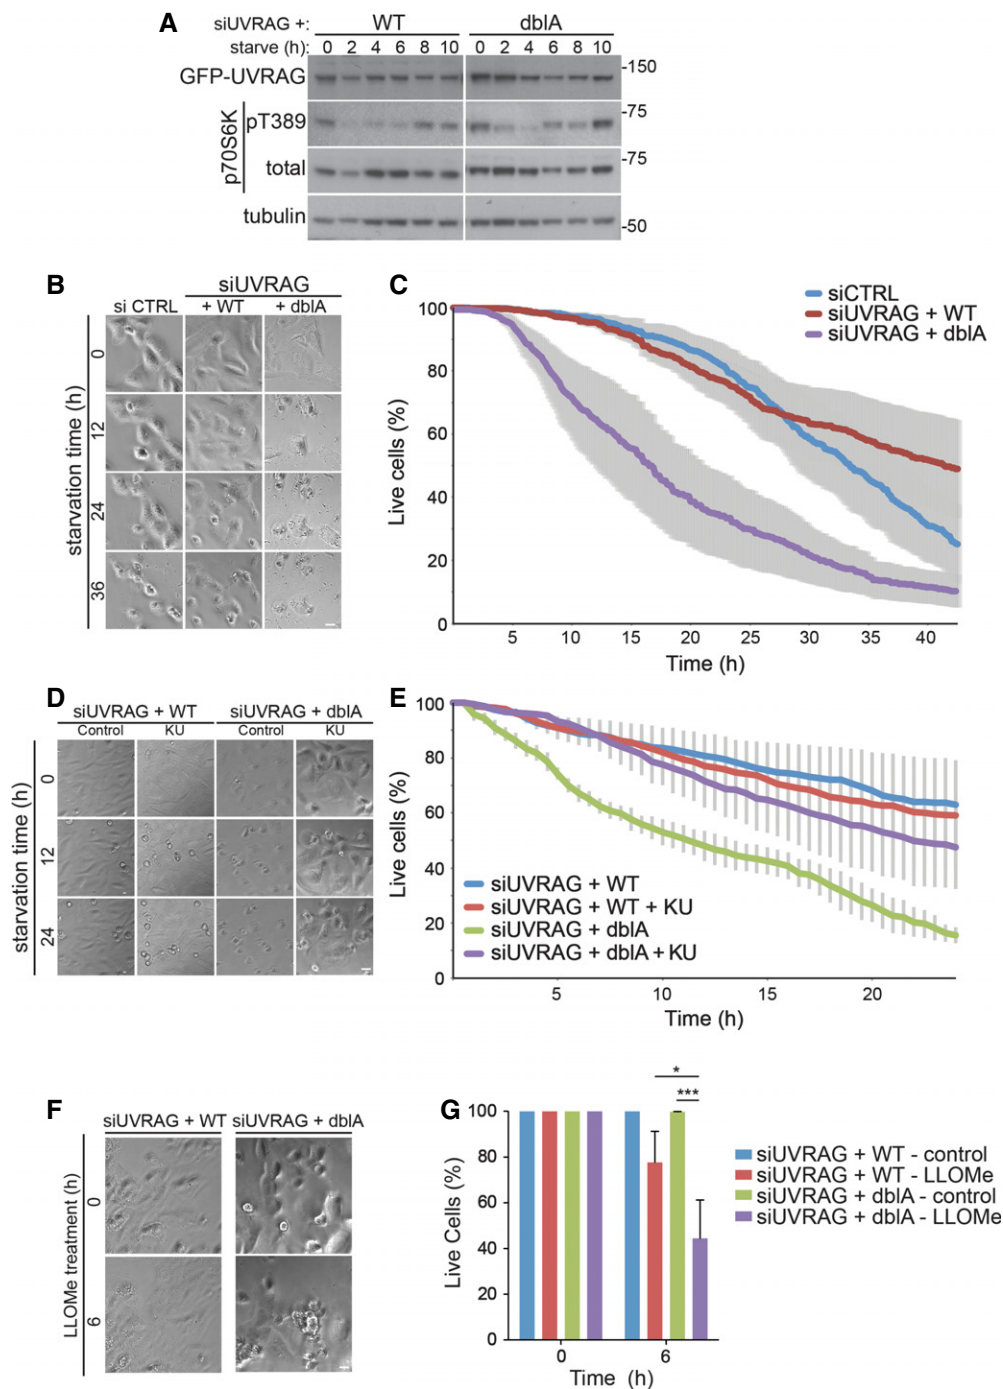 A
siUVRAG +: WT dblA
starve (h): 0 2 4 6 8 10 0 2 4 6 8 10
GFP-UVRAG -150
p70S6K pT389 -75
total -75
tubulin -50
B
siUVRAG
si CTRL + WT + dblA
starvation time (h)
0
12
24
36
C
siCTRL
siUVRAG + WT
siUVRAG + dblA
Live cells (%)
100
80
60
40
20
0
5 10 15 20 25 30 35 40
Time (h)
D
siUVRAG + WT siUVRAG + dblA
Control KU Control KU
starvation time (h)
0
12
24
E
Live cells (%)
100
80
60
40
20
0
siUVRAG + WT
siUVRAG + WT + KU
siUVRAG + dblA
siUVRAG + dblA + KU
5 10 15 20
Time (h)
F
siUVRAG + WT siUVRAG + dblA
LLOMe treatment (h)
0
6
G
* 
***
Live Cells (%)
100
80
60
40
20
0
0 6
Time (h)
siUVRAG + WT - control
siUVRAG + WT - LLOMe
siUVRAG + dblA - control
siUVRAG + dblA - LLOMe